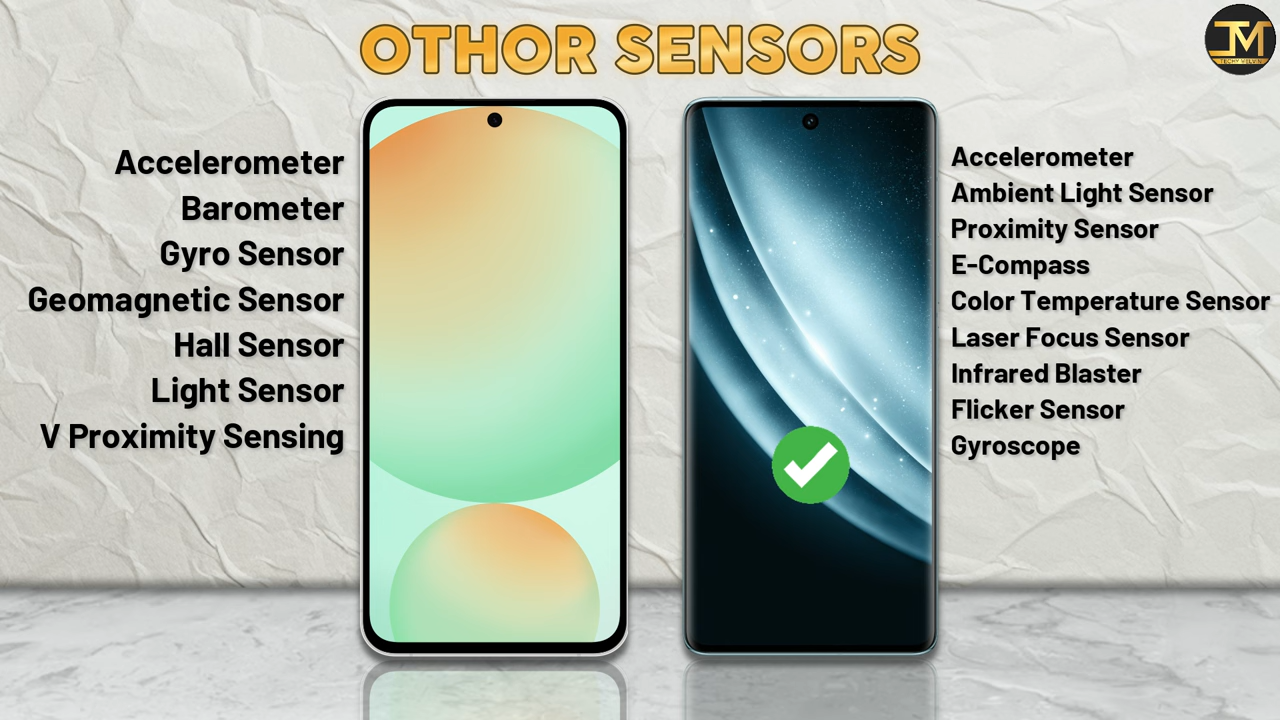 OTHOR SENSORS
JM
Accelerometer
Barometer
Gyro Sensor
Geomagnetic Sensor
Hall Sensor
Light Sensor
V Proximity Sensing
Accelerometer
Ambient Light Sensor
Proximity Sensor
E-Compass
Color Temperature Sensor
Laser Focus Sensor
Infrared Blaster
Flicker Sensor
Gyroscope